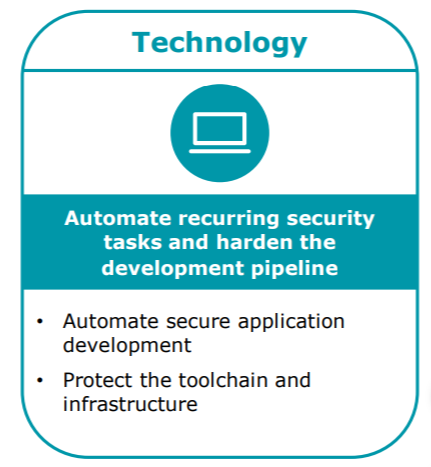 Technology
Automate recurring security
tasks and harden the
development pipeline
• Automate secure application
development
• Protect the toolchain and
infrastructure